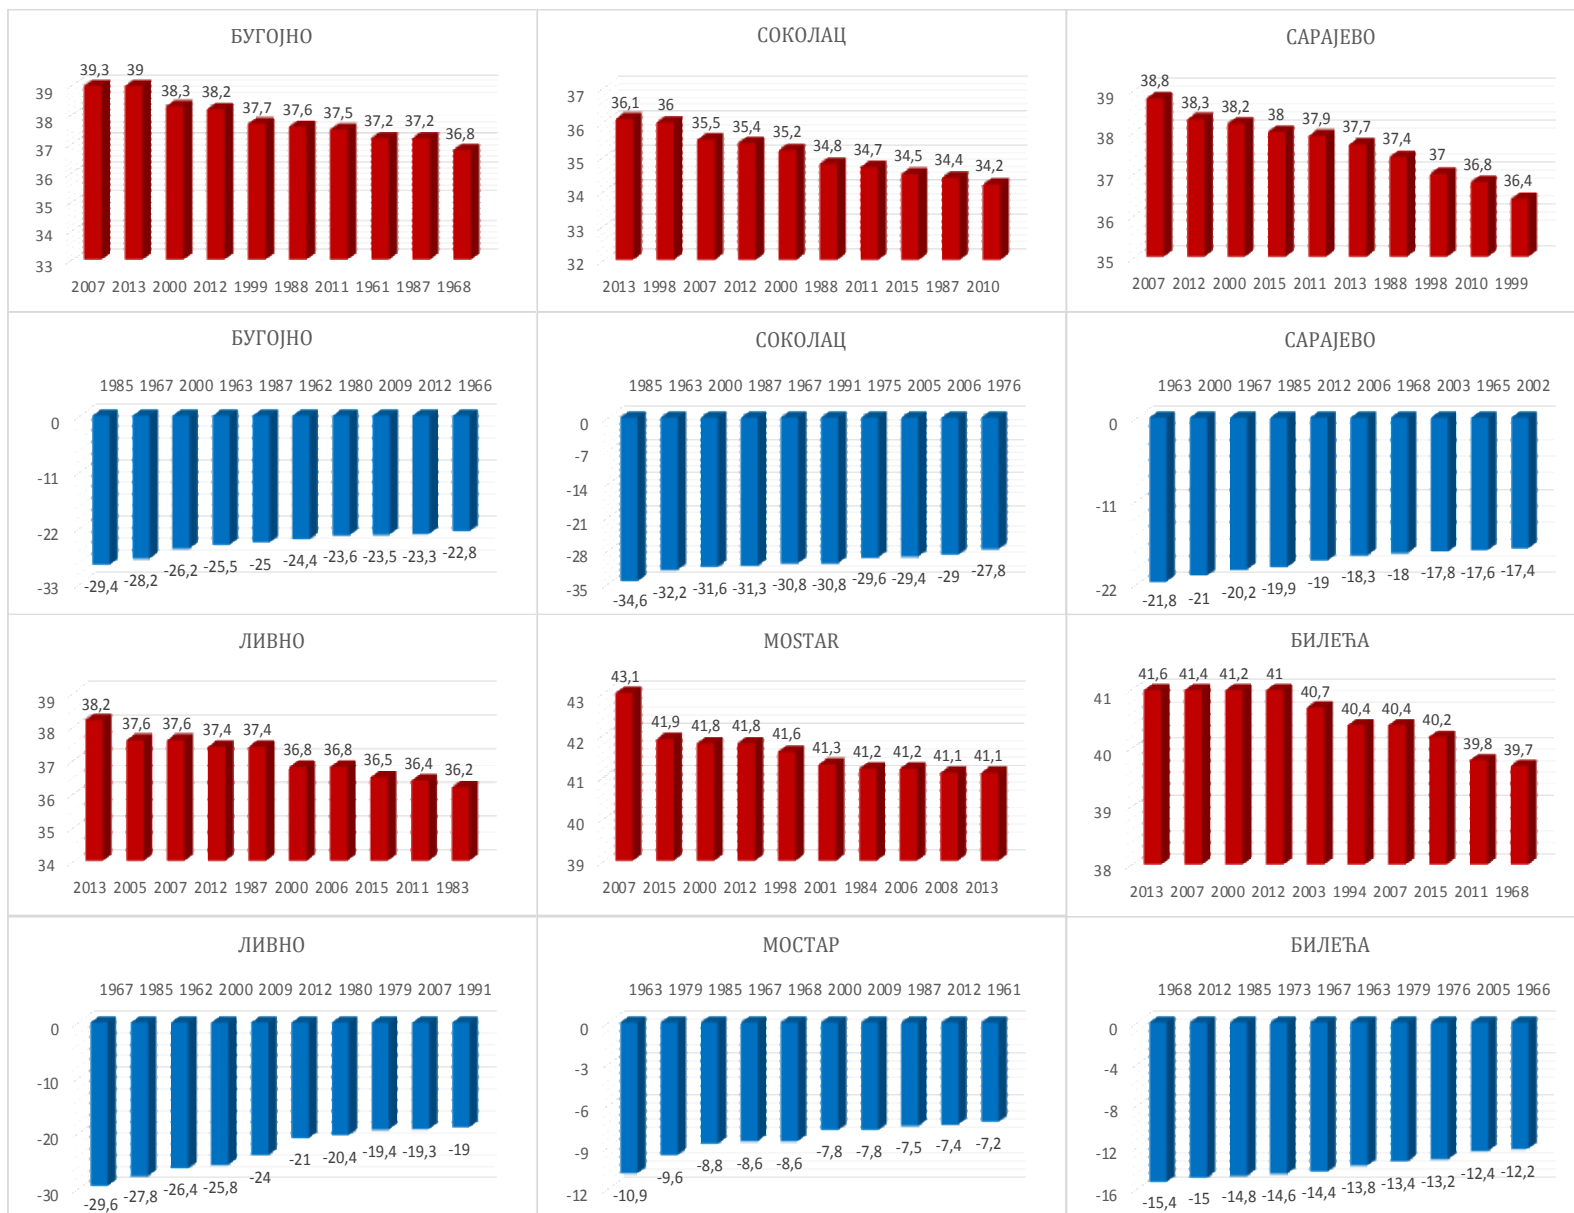 БУГОЈНО
39,3 39 38,3 38,2 37,7 37,6 37,5 37,2 37,2 36,8
39
38
37
36
35
34
33
2007 2013 2000 2012 1999 1988 2011 1961 1987 1968
СОКОЛАЦ
36,1 36 35,5 35,4 35,2 34,8 34,7 34,5 34,4 34,2
37
36
35
34
33
32
2013 1998 2007 2012 2000 1988 2011 2015 1987 2010
САРАЈЕВО
38,8 38,3 38,2 38 37,9 37,7 37,4 37 36,8 36,4
39
38
37
36
35
2007 2012 2000 2015 2011 2013 1988 1998 2010 1999
БУГОЈНО
1985 1967 2000 1963 1987 1962 1980 2009 2012 1966
0
-11
-22
-33
-29,4 -28,2 -26,2 -25,5 -25 -24,4 -23,6 -23,5 -23,3 -22,8
СОКОЛАЦ
1985 1963 2000 1987 1967 1991 1975 2005 2006 1976
0
-7
-14
-21
-28
-35
-34,6 -32,2 -31,6 -31,3 -30,8 -30,8 -29,6 -29,4 -29 -27,8
САРАЈЕВО
1963 2000 1967 1985 2012 2006 1968 2003 1965 2002
0
-11
-22
-21,8 -21 -20,2 -19,9 -19 -18,3 -18 -17,8 -17,6 -17,4
ЛИВНО
38,2 37,6 37,6 37,4 37,4 36,8 36,8 36,5 36,4 36,2
39
38
37
36
35
34
2013 2005 2007 2012 1987 2000 2006 2015 2011 1983
MOSTAR
43,1 41,9 41,8 41,8 41,6 41,3 41,2 41,2 41,1 41,1
43
42
41
40
39
2007 2015 2000 2012 1998 2001 1984 2006 2008 2013
БИЛЕЋА
41,6 41,4 41,2 41 40,7 40,4 40,4 40,2 39,8 39,7
41
40
39
38
2013 2007 2000 2012 2003 1994 2007 2015 2011 1968
ЛИВНО
1967 1985 1962 2000 2009 2012 1980 1979 2007 1991
0
-10
-20
-30
-29,6 -27,8 -26,4 -25,8 -24 -21 -20,4 -19,4 -19,3 -19
МОСТАР
1963 1979 1985 1967 1968 2000 2009 1987 2012 1961
0
-3
-6
-9
-12
-10,9 -9,6 -8,8 -8,6 -8,6 -7,8 -7,8 -7,5 -7,4 -7,2
БИЛЕЋА
1968 2012 1985 1973 1967 1963 1979 1976 2005 1966
0
-4
-8
-12
-16
-15,4 -15 -14,8 -14,6 -14,4 -13,8 -13,4 -13,2 -12,4 -12,2